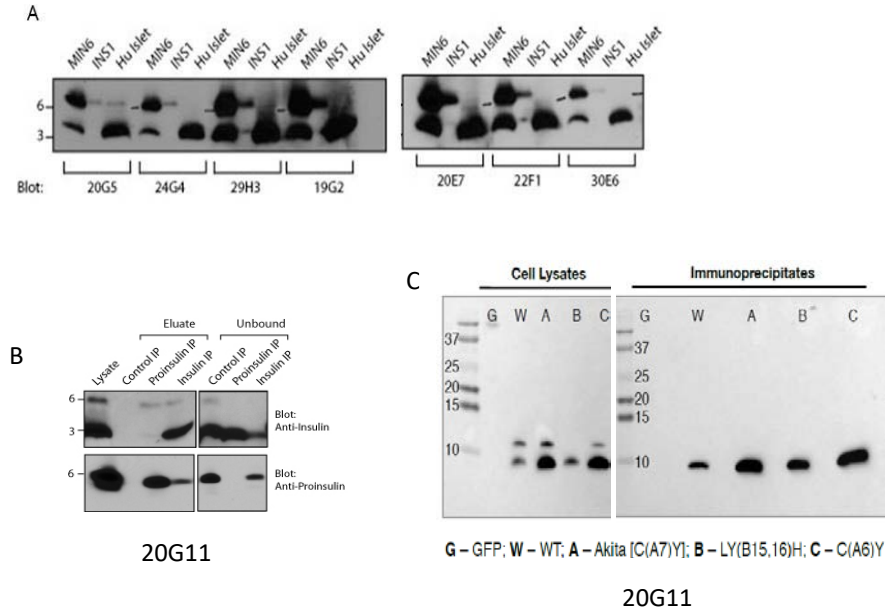 A
MIN6 INS1 Hu Islet MIN6 INS1 Hu Islet MIN6 INS1 Hu Islet MIN6 INS1 Hu Islet MIN6 INS1 Hu Islet MIN6 INS1 Hu Islet MIN6 INS1 Hu Islet
6
3
Blot: 20G5 24G4 29H3 19G2 20E7 22F1 30E6
B
Eluate Unbound
Lysate Control IP Proinsulin IP Insulin IP Control IP Proinsulin IP Insulin IP
6
3
Blot:
Anti-Insulin
6
Blot:
Anti-Proinsulin
20G11
C
Cell Lysates Immunoprecipitates
G W A B C G W A B C
37 37
25 25
20 20
15 15
10 10
G – GFP; W – WT; A – Akita [C(A7)Y]; B – LY(B15,16)H; C – C(A6)Y
20G11